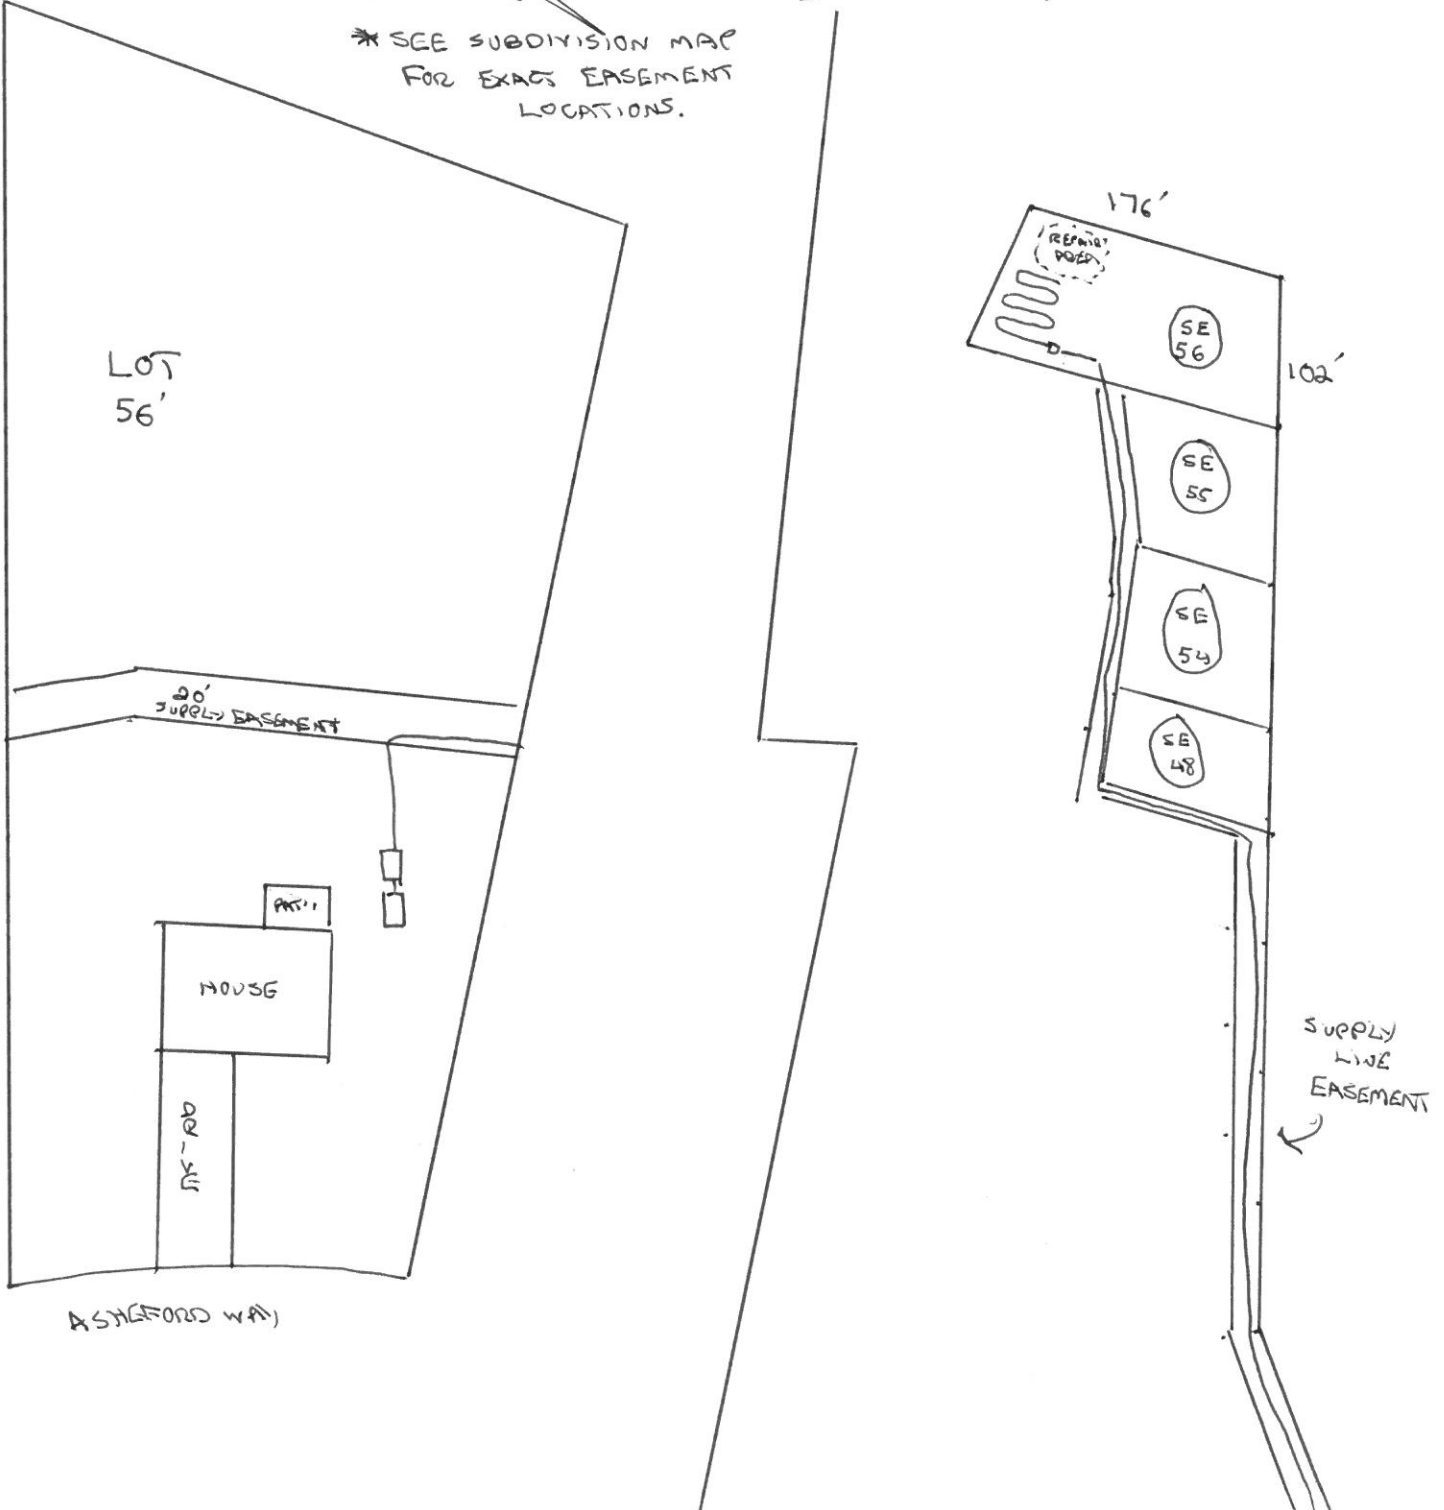 * SEE SUBDIVISION MAP
FOR EXACT EASEMENT
LOCATIONS.
LOT
56'
20'
SUPPLY EASEMENT
PATIO
HOUSE
DRIVE
ASHEFORD WAY
176'
REPAIR
AREA
SE
56
102'
SE
55
SE
54
SE
48
SUPPLY
LINE
EASEMENT